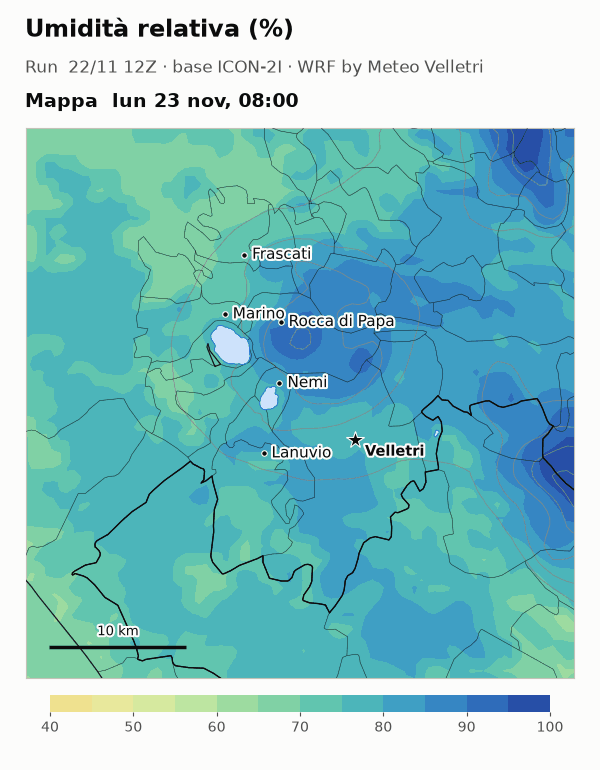 Umidità relativa (%)
Run 22/11 12Z · base ICON-2I · WRF by Meteo Velletri
Mappa lun 23 nov, 08:00
Frascati
Marino
Rocca di Papa
Nemi
Velletri
Lanuvio
10 km
40 50 60 70 80 90 100